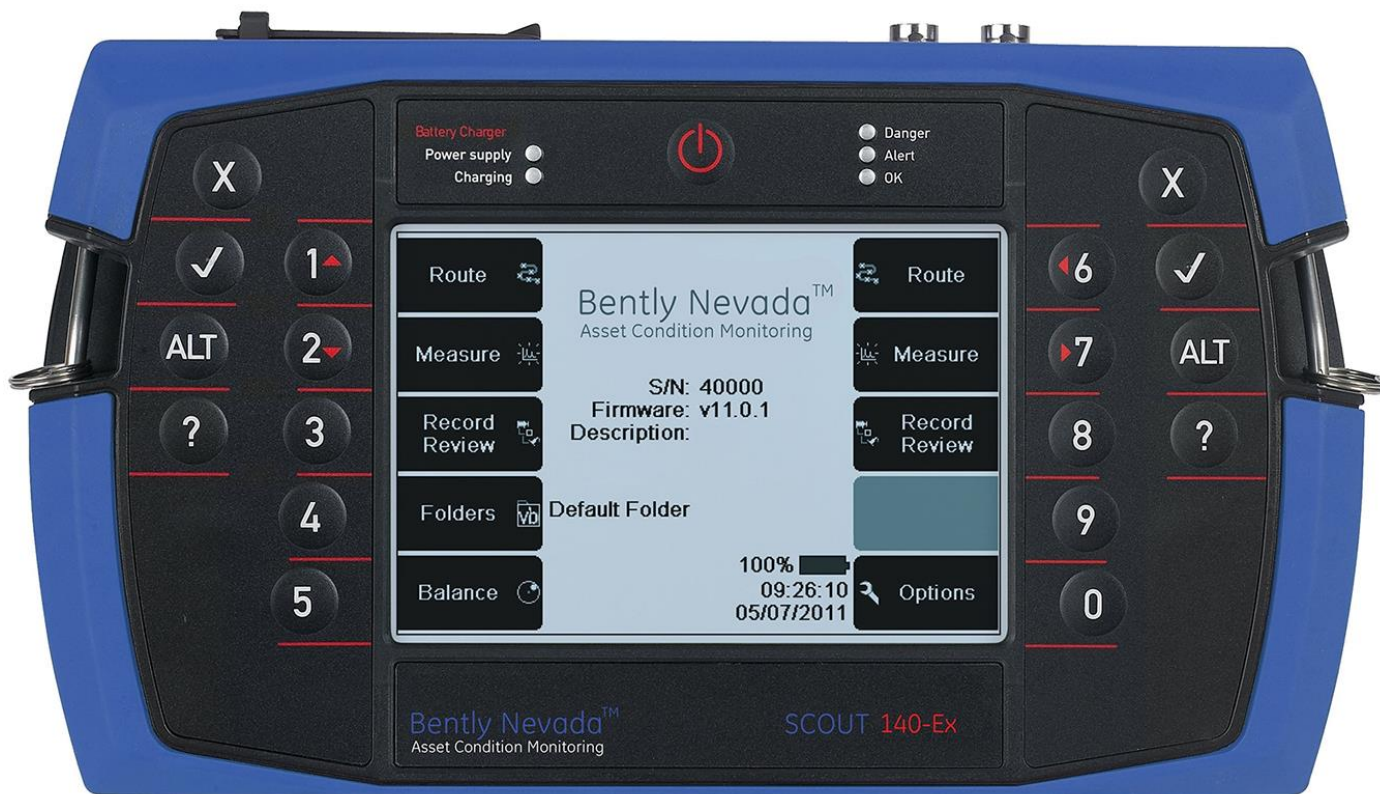 Battery Charger
Power supply
Charging
Danger
Alert
OK
X
✓
ALT
?
1
2
3
4
5
Route
Measure
Record
Review
Folders
Balance
Bently Nevada™
Asset Condition Monitoring
S/N: 40000
Firmware: v11.0.1
Description:
Default Folder
100%
09:26:10
05/07/2011
Route
Measure
Record
Review
Options
6
7
8
9
0
X
✓
ALT
?
Bently Nevada™
Asset Condition Monitoring
SCOUT 140-Ex